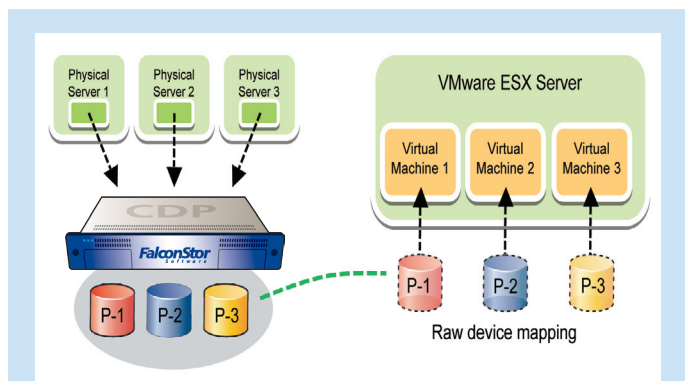 Physical
Server 1
Physical
Server 2
Physical
Server 3
CDP
FalconStor
Software
P-1
P-2
P-3
VMware ESX Server
Virtual
Machine 1
Virtual
Machine 2
Virtual
Machine 3
P-1
P-2
P-3
Raw device mapping